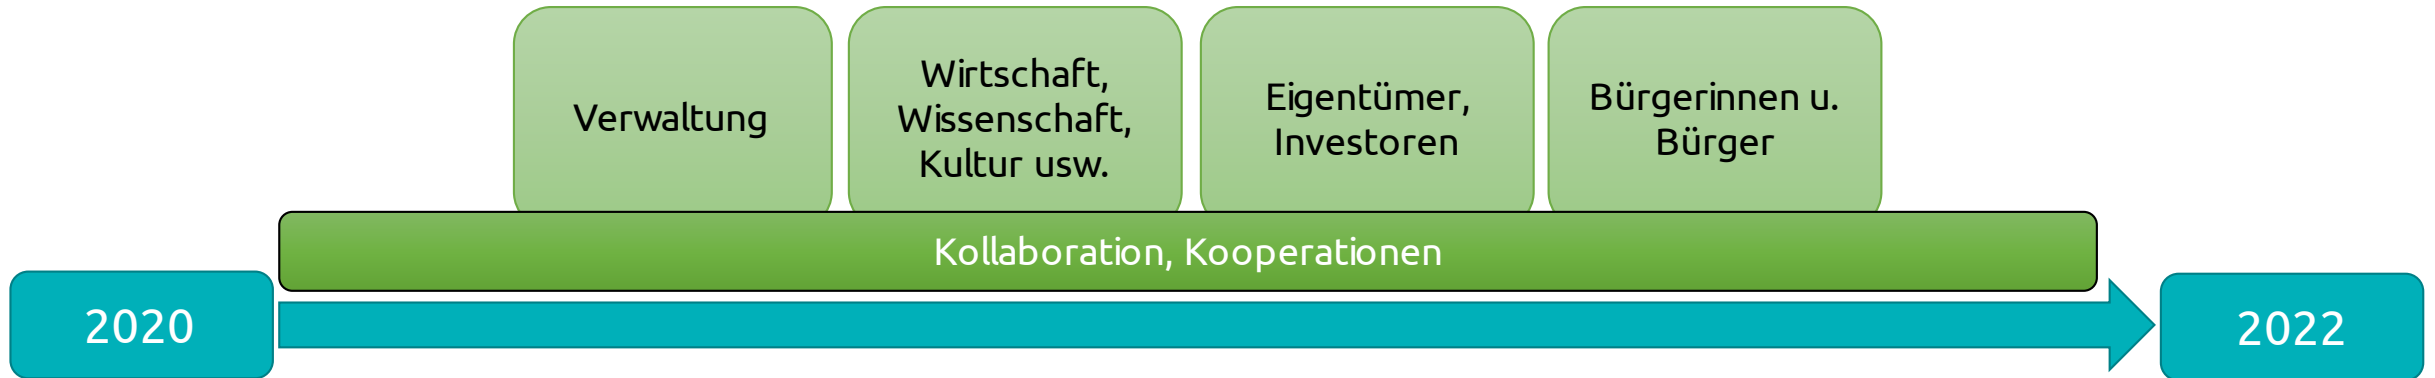 Verwaltung
Wirtschaft,
Wissenschaft,
Kultur usw.
Eigentümer,
Investoren
Bürgerinnen u.
Bürger
Kollaboration, Kooperationen
2020
2022